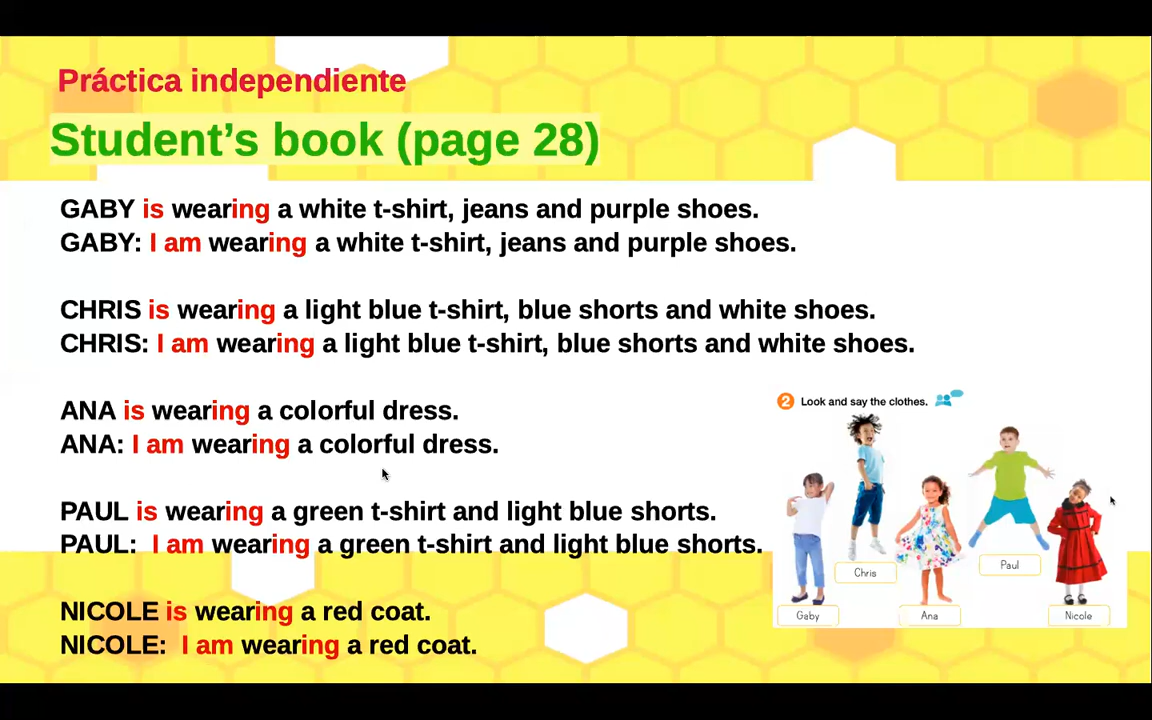 Práctica independiente
Student’s book (page 28)
GABY is wearing a white t-shirt, jeans and purple shoes.
GABY: I am wearing a white t-shirt, jeans and purple shoes.
CHRIS is wearing a light blue t-shirt, blue shorts and white shoes.
CHRIS: I am wearing a light blue t-shirt, blue shorts and white shoes.
ANA is wearing a colorful dress.
ANA: I am wearing a colorful dress.
PAUL is wearing a green t-shirt and light blue shorts.
PAUL: I am wearing a green t-shirt and light blue shorts.
NICOLE is wearing a red coat.
NICOLE: I am wearing a red coat.
2 Look and say the clothes.
Gaby
Chris
Ana
Paul
Nicole